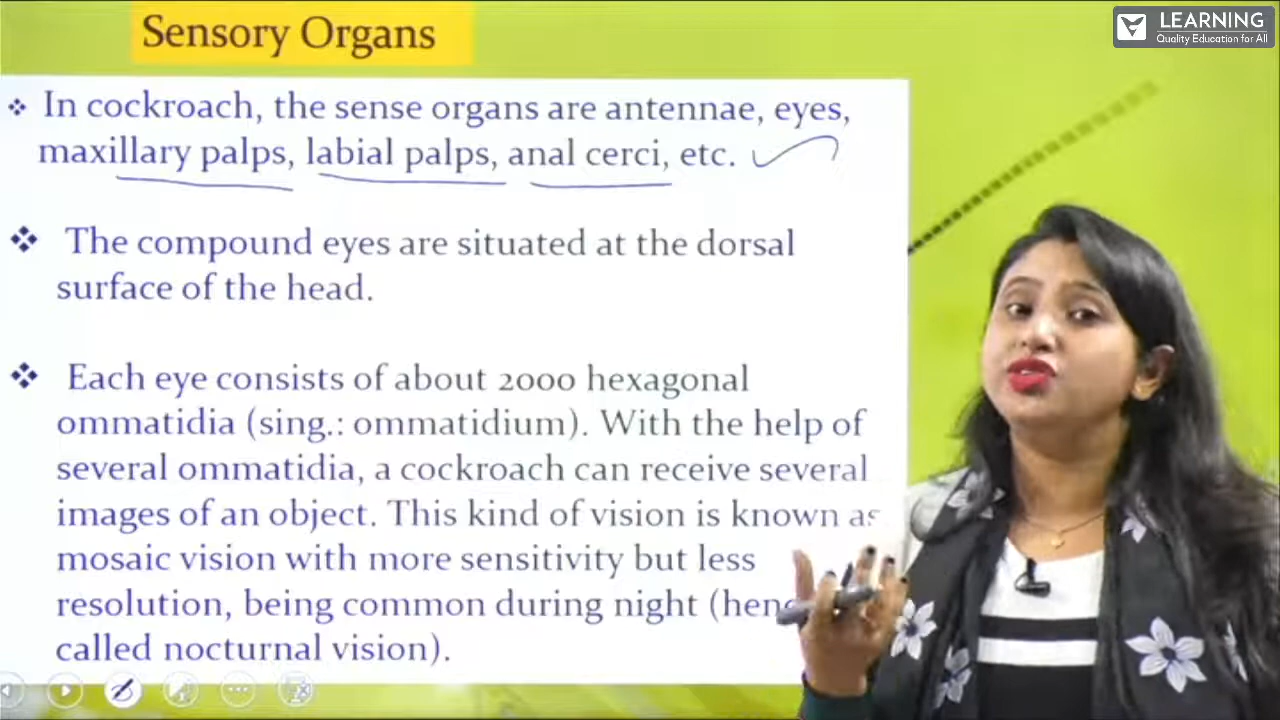 Sensory Organs
LEARNING
Quality Education for All
In cockroach, the sense organs are antennae, eyes,
maxillary palps, labial palps, anal cerci, etc.
The compound eyes are situated at the dorsal
surface of the head.
Each eye consists of about 2000 hexagonal
ommatidia (sing.: ommatidium). With the help of
several ommatidia, a cockroach can receive several
images of an object. This kind of vision is known as
mosaic vision with more sensitivity but less
resolution, being common during night
called nocturnal vision).